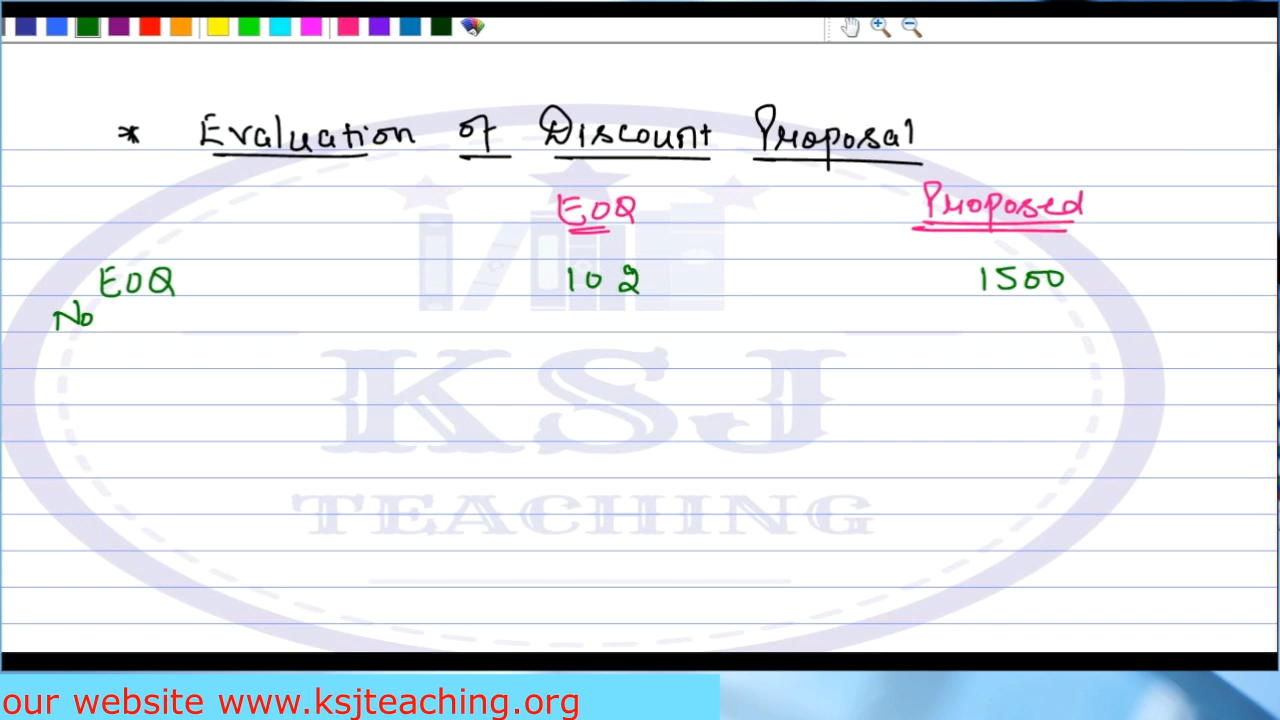 * Evaluation of Discount Proposal
EOQ Proposed
EOQ 102 1500
No
KSJ
TEACHING
our website www.ksjteaching.org